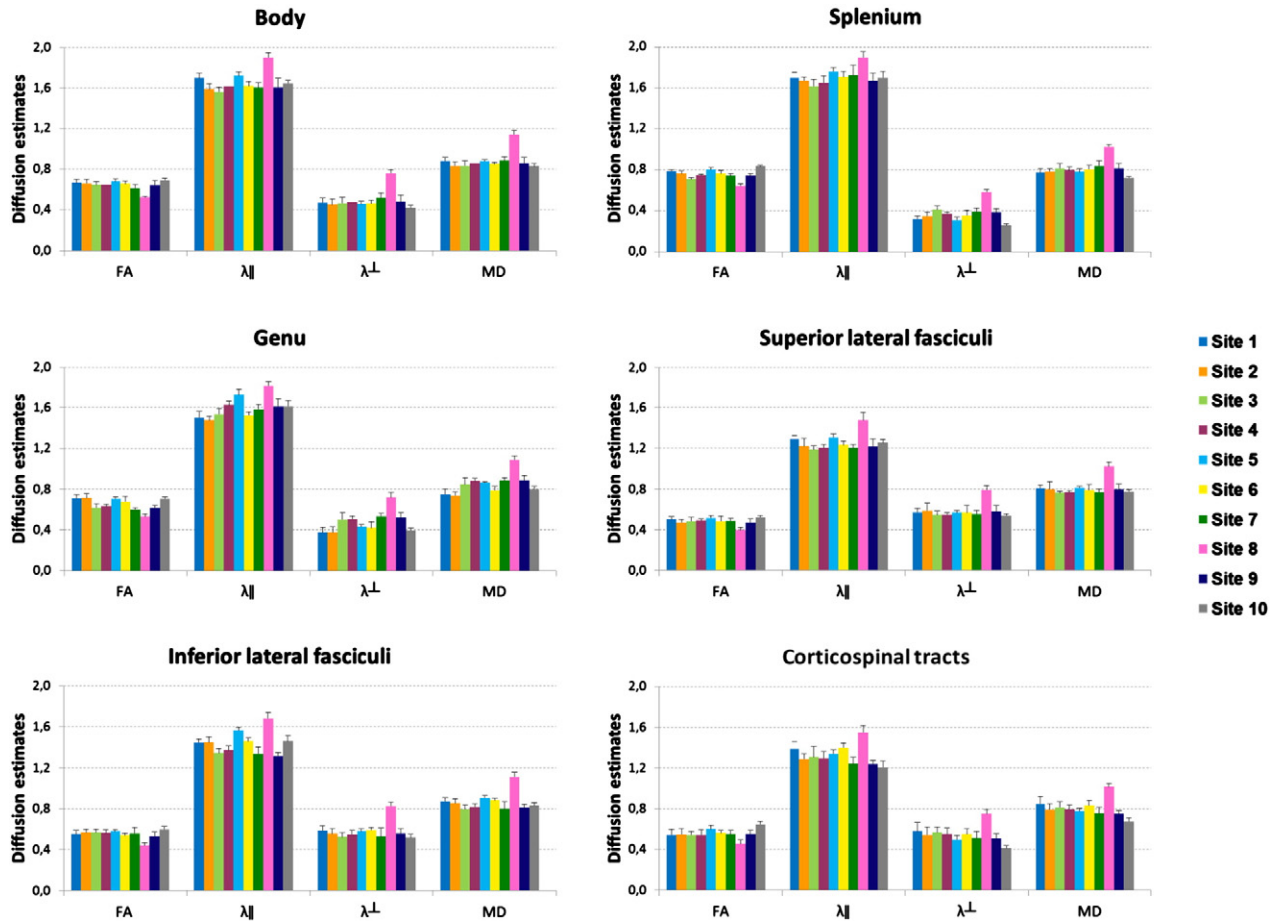 Body
Diffusion estimates
2,0
1,6
1,2
0,8
0,4
0,0
FA
λ∥
λ⊥
MD
Splenium
Diffusion estimates
2,0
1,6
1,2
0,8
0,4
0,0
FA
λ∥
λ⊥
MD
Genu
Diffusion estimates
2,0
1,6
1,2
0,8
0,4
0,0
FA
λ∥
λ⊥
MD
Superior lateral fasciculi
Diffusion estimates
2,0
1,6
1,2
0,8
0,4
0,0
FA
λ∥
λ⊥
MD
Site 1
Site 2
Site 3
Site 4
Site 5
Site 6
Site 7
Site 8
Site 9
Site 10
Inferior lateral fasciculi
Diffusion estimates
2,0
1,6
1,2
0,8
0,4
0,0
FA
λ∥
λ⊥
MD
Corticospinal tracts
Diffusion estimates
2,0
1,6
1,2
0,8
0,4
0,0
FA
λ∥
λ⊥
MD